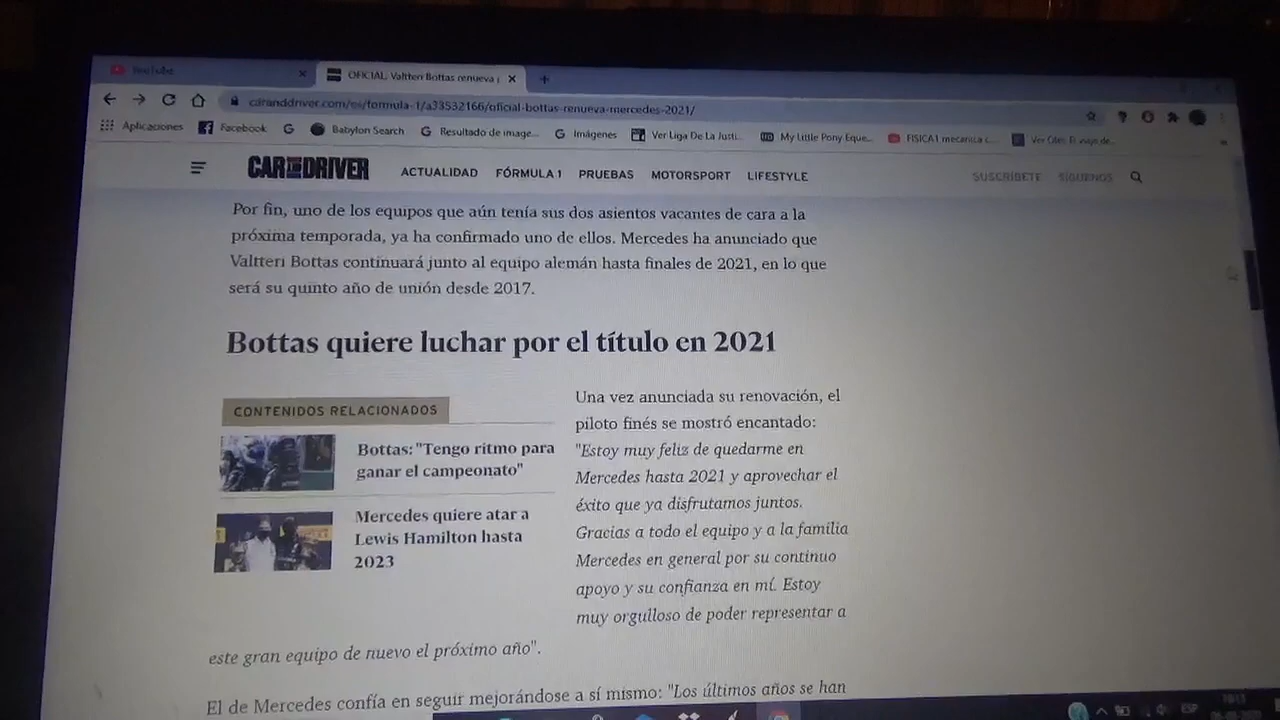 YouTube
OFICIAL: Valtteri Bottas renueva
caranddriver.com/es/formula-1/a33532166/oficial-bottas-renueva-mercedes-2021/
Aplicaciones Facebook Babylon Search Resultado de image... Imágenes Ver Liga De La Justi... My Little Pony Eque... FISICA1 mecanica c...
CAR AND DRIVER ACTUALIDAD FÓRMULA 1 PRUEBAS MOTORSPORT LIFESTYLE SUSCRÍBETE SÍGUENOS
Por fin, uno de los equipos que aún tenía sus dos asientos vacantes de cara a la
próxima temporada, ya ha confirmado uno de ellos. Mercedes ha anunciado que
Valtteri Bottas continuará junto al equipo alemán hasta finales de 2021, en lo que
será su quinto año de unión desde 2017.
Bottas quiere luchar por el título en 2021
CONTENIDOS RELACIONADOS
Bottas: "Tengo ritmo para
ganar el campeonato"
Mercedes quiere atar a
Lewis Hamilton hasta
2023
Una vez anunciada su renovación, el
piloto finés se mostró encantado:
"Estoy muy feliz de quedarme en
Mercedes hasta 2021 y aprovechar el
éxito que ya disfrutamos juntos.
Gracias a todo el equipo y a la familia
Mercedes en general por su continuo
apoyo y su confianza en mí. Estoy
muy orgulloso de poder representar a
este gran equipo de nuevo el próximo año".
El de Mercedes confía en seguir mejorándose a sí mismo: "Los últimos años se han
ESP